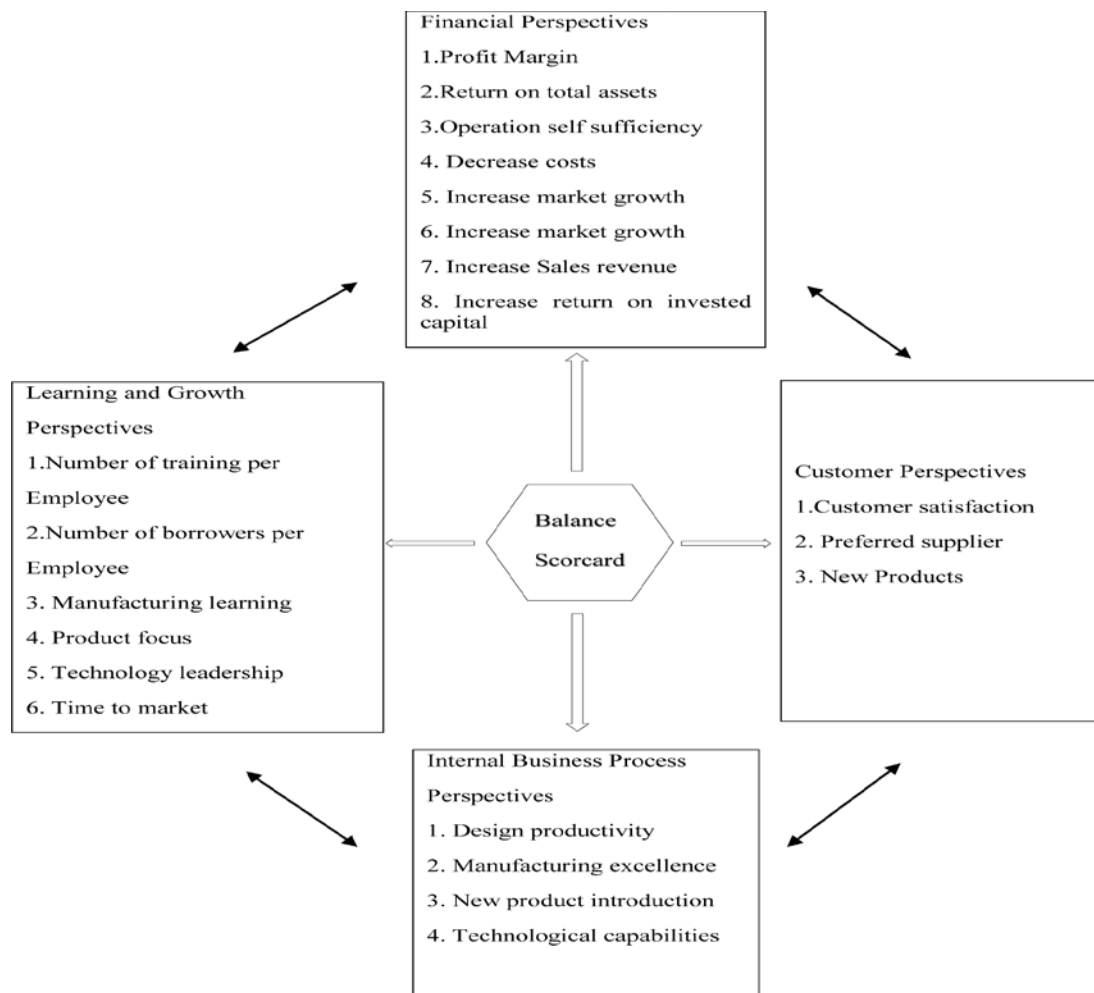 Financial Perspectives
1.Profit Margin
2.Return on total assets
3.Operation self sufficiency
4. Decrease costs
5. Increase market growth
6. Increase market growth
7. Increase Sales revenue
8. Increase return on invested
capital
Learning and Growth
Perspectives
1.Number of training per
Employee
2.Number of borrowers per
Employee
3. Manufacturing learning
4. Product focus
5. Technology leadership
6. Time to market
Balance
Scorcard
Customer Perspectives
1.Customer satisfaction
2. Preferred supplier
3. New Products
Internal Business Process
Perspectives
1. Design productivity
2. Manufacturing excellence
3. New product introduction
4. Technological capabilities